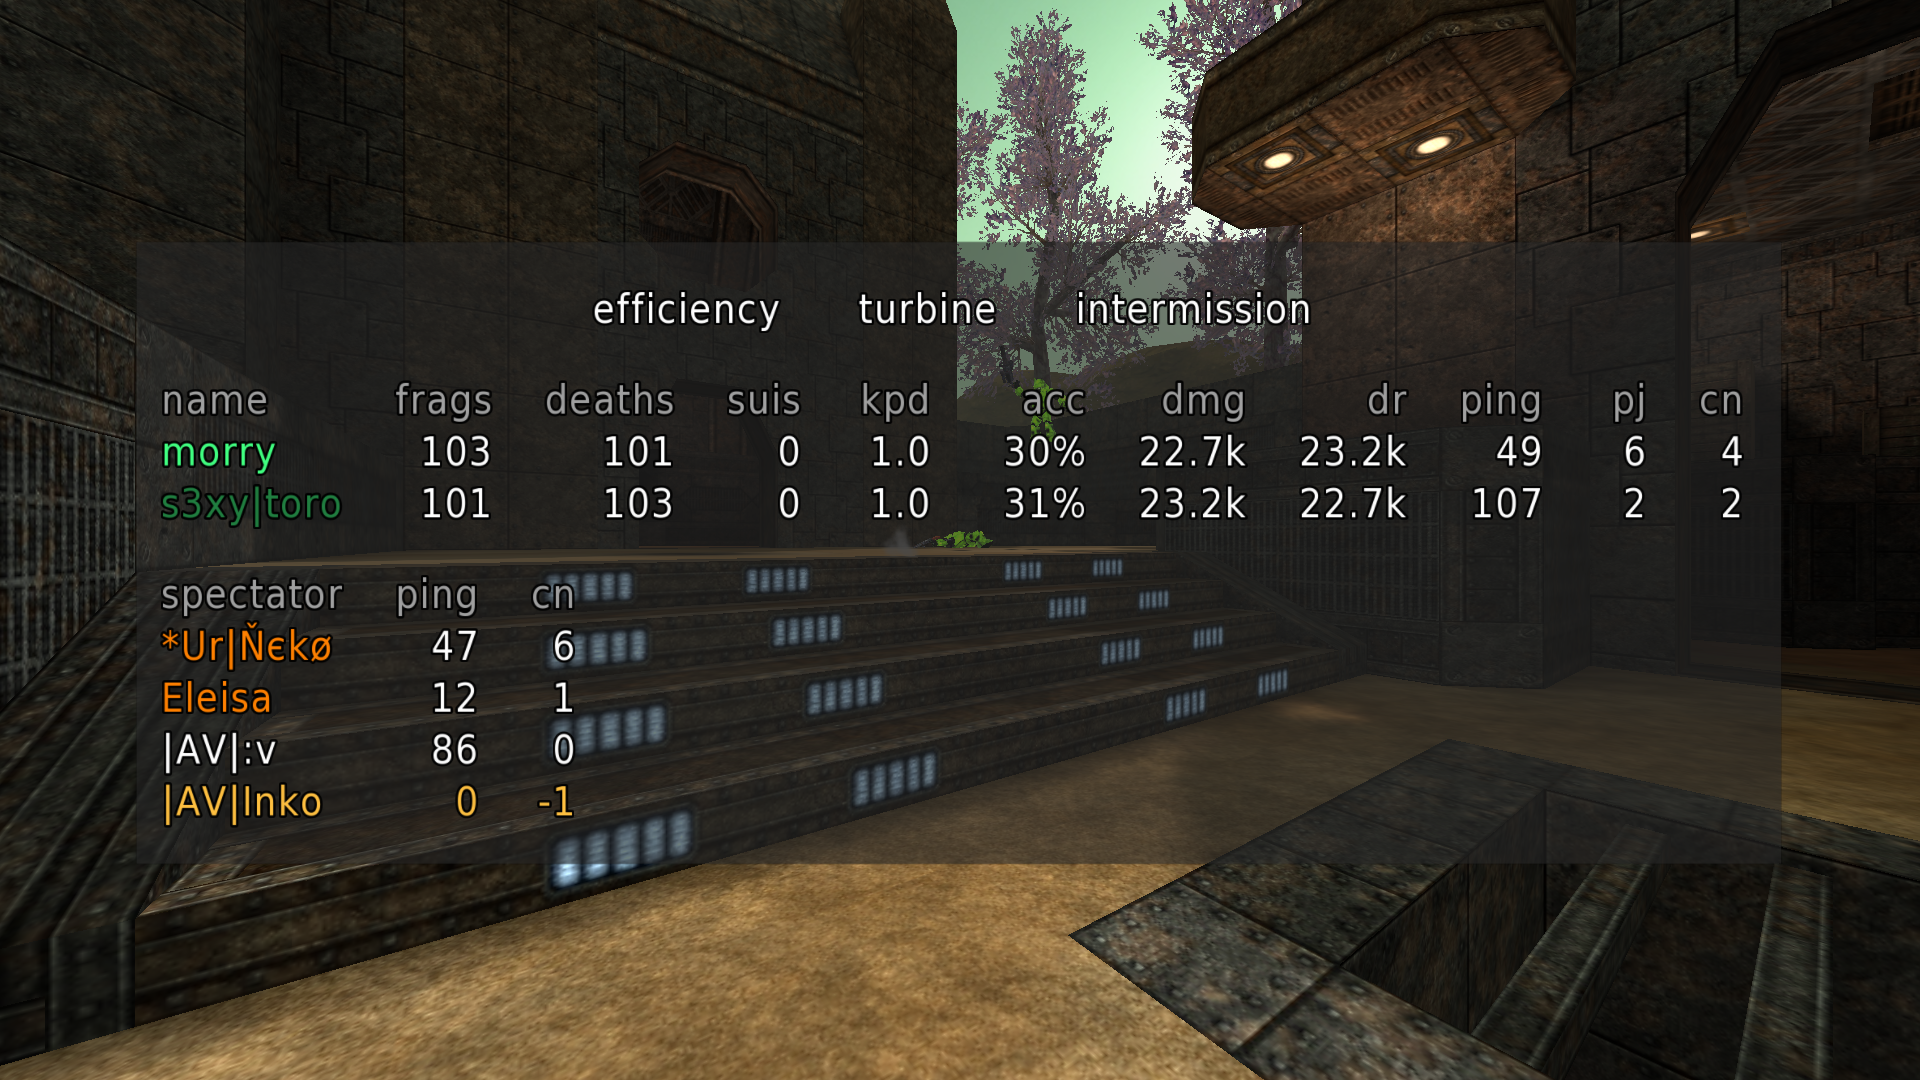 efficiency turbine intermission
name frags deaths suis kpd acc dmg dr ping pj cn
morry 103 101 0 1.0 30% 22.7k 23.2k 49 6 4
s3xy|toro 101 103 0 1.0 31% 23.2k 22.7k 107 2 2
spectator ping cn
*Ur|Ňєkø 47 6
Eleisa 12 1
|AV|:v 86 0
|AV|Inko 0 -1